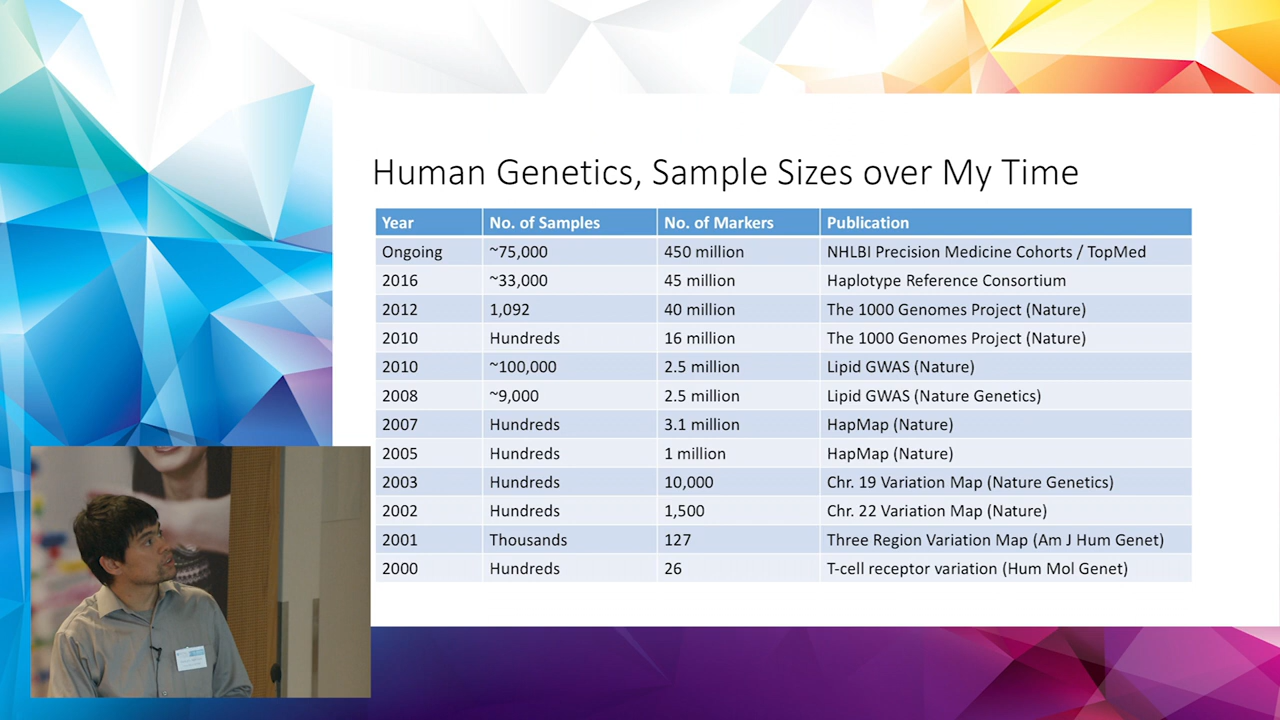 Human Genetics, Sample Sizes over My Time
Year No. of Samples No. of Markers Publication
Ongoing ~75,000 450 million NHLBI Precision Medicine Cohorts / TopMed
2016 ~33,000 45 million Haplotype Reference Consortium
2012 1,092 40 million The 1000 Genomes Project (Nature)
2010 Hundreds 16 million The 1000 Genomes Project (Nature)
2010 ~100,000 2.5 million Lipid GWAS (Nature)
2008 ~9,000 2.5 million Lipid GWAS (Nature Genetics)
2007 Hundreds 3.1 million HapMap (Nature)
2005 Hundreds 1 million HapMap (Nature)
2003 Hundreds 10,000 Chr. 19 Variation Map (Nature Genetics)
2002 Hundreds 1,500 Chr. 22 Variation Map (Nature)
2001 Thousands 127 Three Region Variation Map (Am J Hum Genet)
2000 Hundreds 26 T-cell receptor variation (Hum Mol Genet)